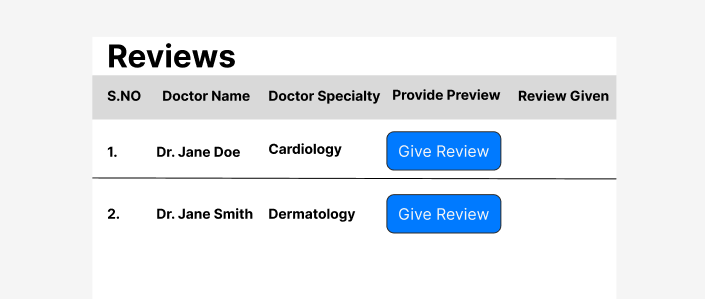 Reviews
S.NO Doctor Name Doctor Specialty Provide Preview Review Given
1. Dr. Jane Doe Cardiology Give Review
2. Dr. Jane Smith Dermatology Give Review